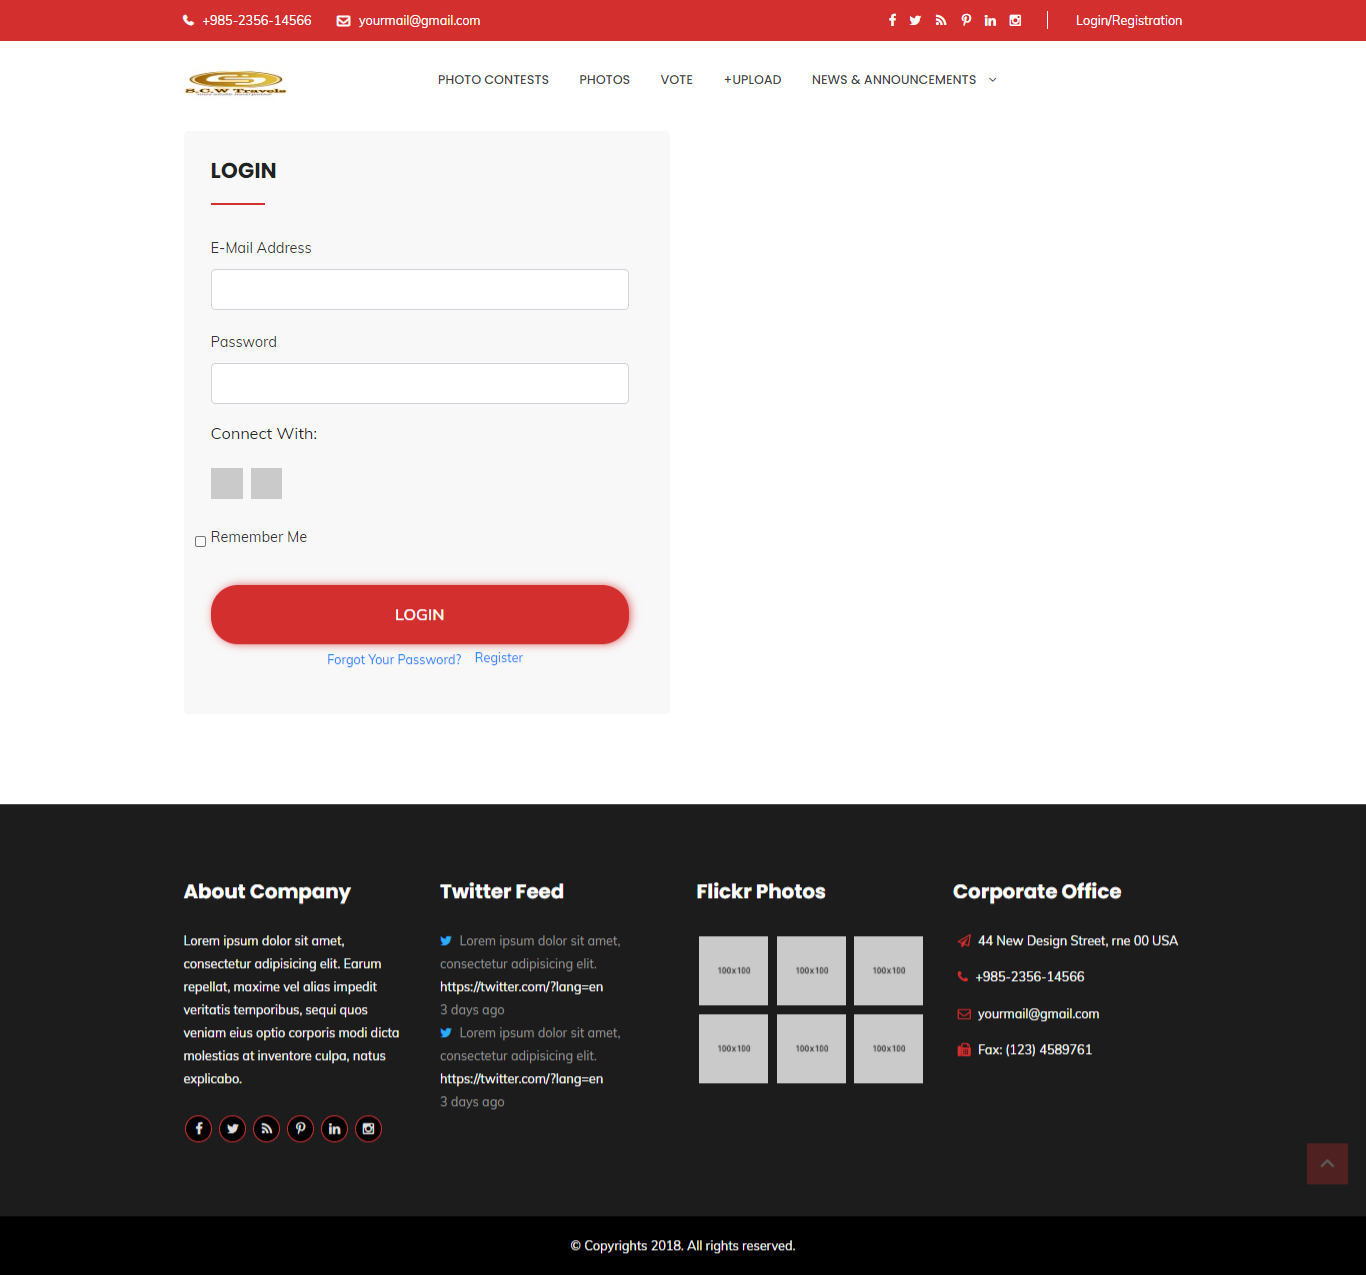 +985-2356-14566
yourmail@gmail.com
Login/Registration
S.C.W Travels
PHOTO CONTESTS
PHOTOS
VOTE
+UPLOAD
NEWS & ANNOUNCEMENTS
LOGIN
E-Mail Address
Password
Connect With:
Remember Me
LOGIN
Forgot Your Password?
Register
About Company
Lorem ipsum dolor sit amet,
consectetur adipisicing elit. Earum
repellat, maxime vel alias impedit
veritatis temporibus, sequi quos
veniam eius optio corporis modi dicta
molestias at inventore culpa, natus
explicabo.
Twitter Feed
Lorem ipsum dolor sit amet,
consectetur adipisicing elit.
https://twitter.com/?lang=en
3 days ago
Lorem ipsum dolor sit amet,
consectetur adipisicing elit.
https://twitter.com/?lang=en
3 days ago
Flickr Photos
100x100
100x100
100x100
100x100
100x100
100x100
Corporate Office
44 New Design Street, rne 00 USA
+985-2356-14566
yourmail@gmail.com
Fax: (123) 4589761
© Copyrights 2018. All rights reserved.